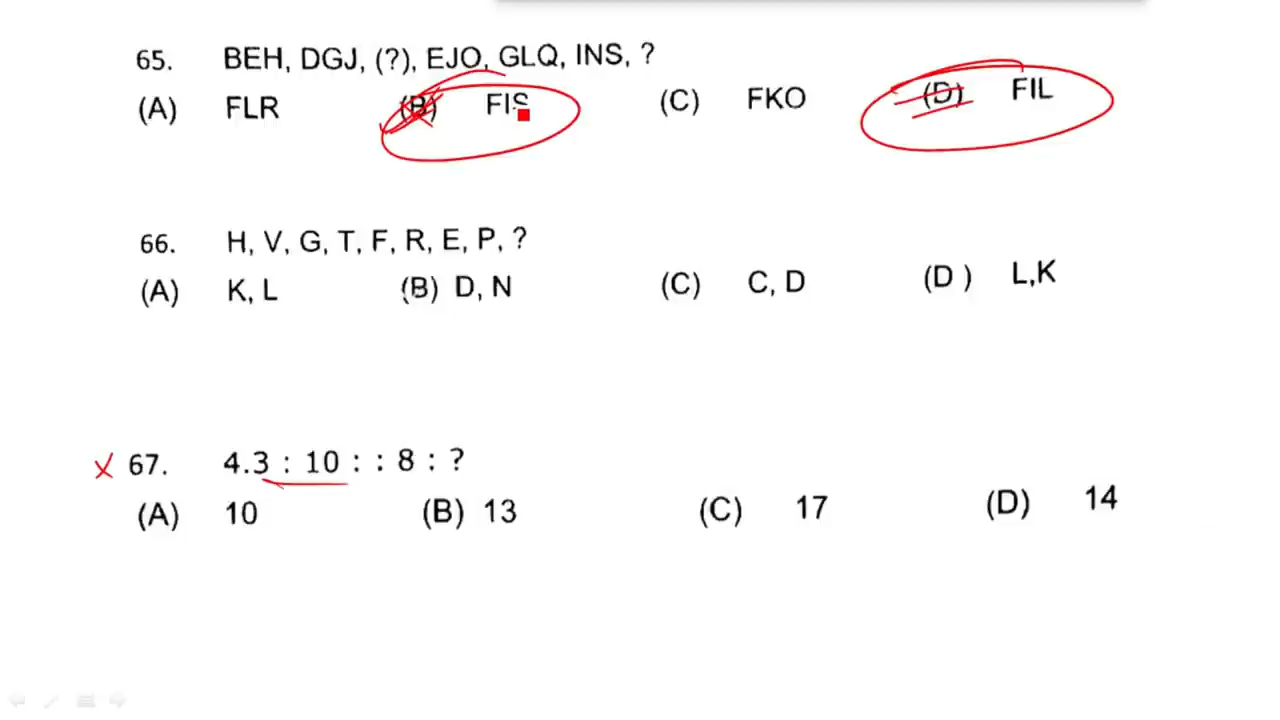 65. BEH, DGJ, (?), EJO, GLQ, INS, ?
(A) FLR (B) FIS (C) FKO (D) FIL
66. H, V, G, T, F, R, E, P, ?
(A) K, L (B) D, N (C) C, D (D ) L,K
X 67. 4.3 : 10 : : 8 : ?
(A) 10 (B) 13 (C) 17 (D) 14